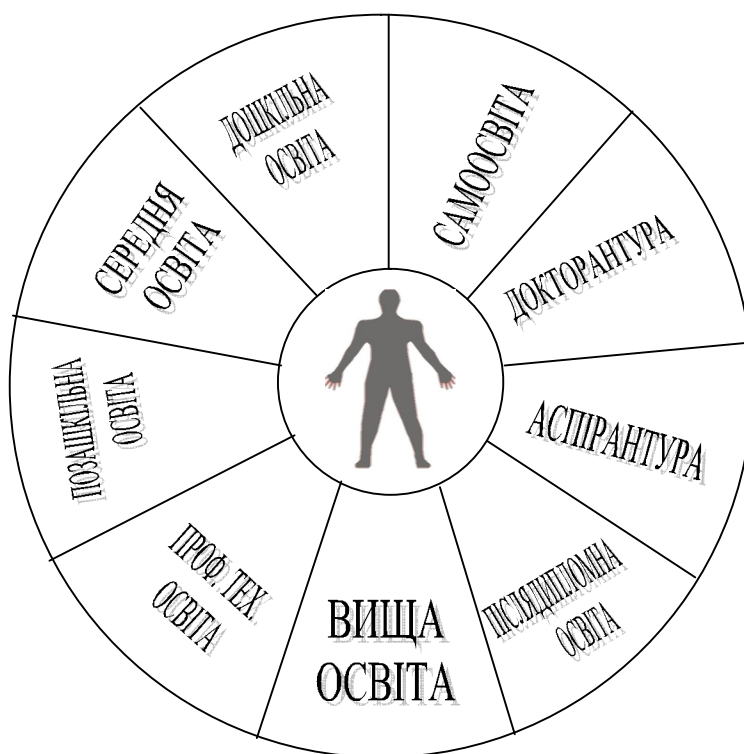 ДОШКІЛЬНА
ОСВІТА
САМООСВІТА
СЕРЕДНЯ
ОСВІТА
ДОКТОРАНТУРА
ПОЗАШКІЛЬНА
ОСВІТА
АСПІРАНТУРА
ПРОФ. ТЕХ.
ОСВІТА
ВИЩА
ОСВІТА
ПІСЛЯДИПЛОМНА
ОСВІТА